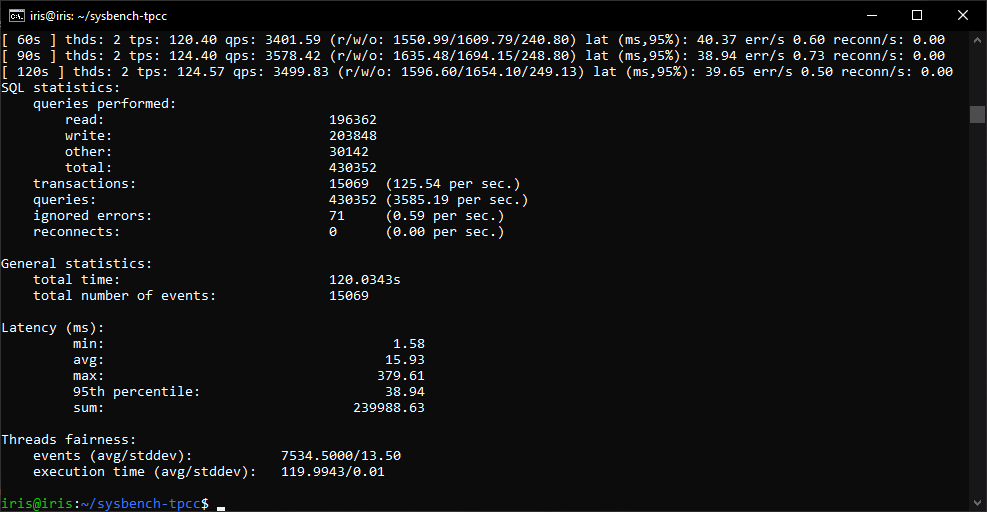 iris@iris: ~/sysbench-tpcc
[ 60s ] thds: 2 tps: 120.40 qps: 3401.59 (r/w/o: 1550.99/1609.79/240.80) lat (ms,95%): 40.37 err/s 0.60 reconn/s: 0.00
[ 90s ] thds: 2 tps: 124.40 qps: 3578.42 (r/w/o: 1635.48/1694.15/248.80) lat (ms,95%): 38.94 err/s 0.73 reconn/s: 0.00
[ 120s ] thds: 2 tps: 124.57 qps: 3499.83 (r/w/o: 1596.60/1654.10/249.13) lat (ms,95%): 39.65 err/s 0.50 reconn/s: 0.00
SQL statistics:
    queries performed:
        read:                            196362
        write:                           203848
        other:                           30142
        total:                           430352
    transactions:                        15069  (125.54 per sec.)
    queries:                             430352 (3585.19 per sec.)
    ignored errors:                      71     (0.59 per sec.)
    reconnects:                          0      (0.00 per sec.)

General statistics:
    total time:                          120.0343s
    total number of events:              15069

Latency (ms):
         min:                                    1.58
         avg:                                   15.93
         max:                                  379.61
         95th percentile:                       38.94
         sum:                               239988.63

Threads fairness:
    events (avg/stddev):           7534.5000/13.50
    execution time (avg/stddev):   119.9943/0.01

iris@iris:~/sysbench-tpcc$